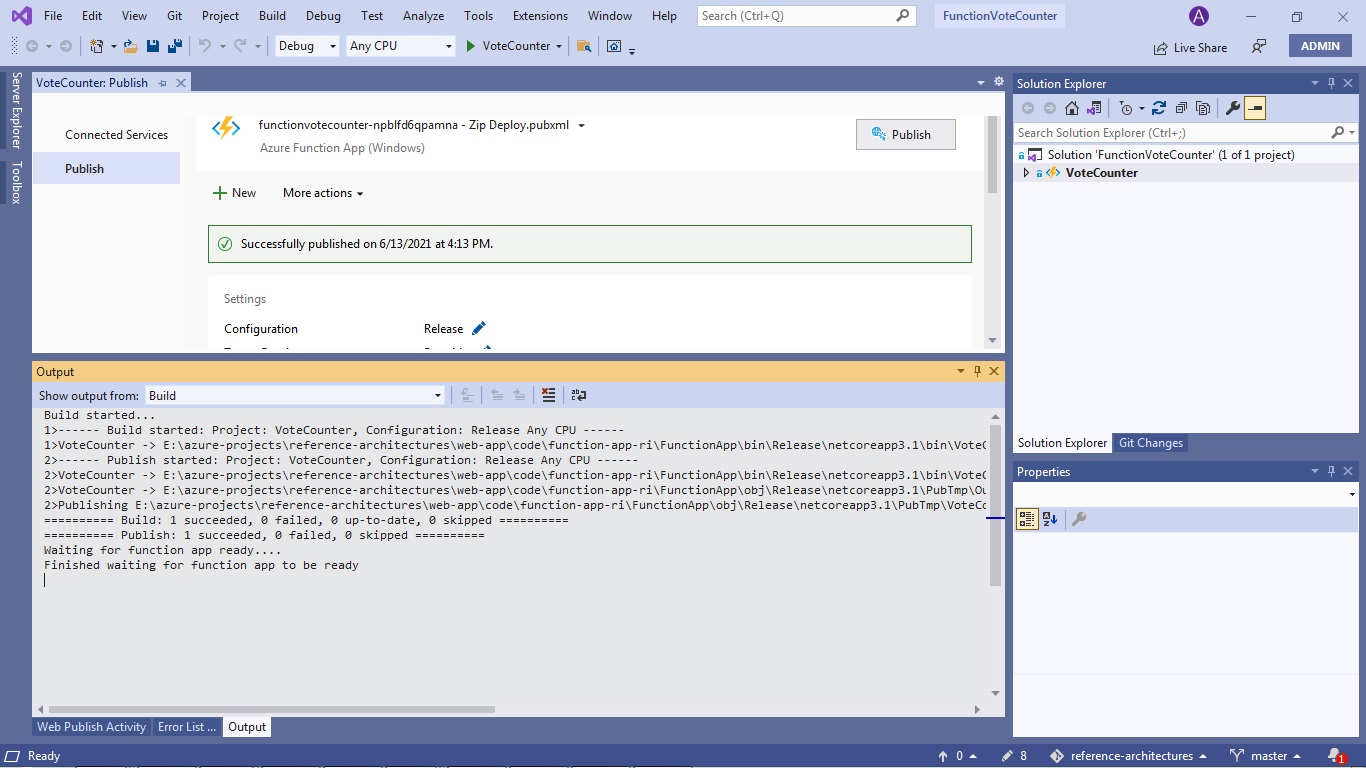 File Edit View Git Project Build Debug Test Analyze Tools Extensions Window Help Search (Ctrl+Q) FunctionVoteCounter A
Debug Any CPU VoteCounter Live Share ADMIN
Server Explorer
Toolbox
VoteCounter: Publish
Connected Services
Publish
functionvotecounter-npblfd6qpamna - Zip Deploy.pubxml
Azure Function App (Windows)
Publish
New More actions
Successfully published on 6/13/2021 at 4:13 PM.
Settings
Configuration Release
Output
Show output from: Build
Build started...
1>------ Build started: Project: VoteCounter, Configuration: Release Any CPU ------
1>VoteCounter -> E:\azure-projects\reference-architectures\web-app\code\function-app-ri\FunctionApp\bin\Release\netcoreapp3.1\bin\VoteC
2>------ Publish started: Project: VoteCounter, Configuration: Release Any CPU ------
2>VoteCounter -> E:\azure-projects\reference-architectures\web-app\code\function-app-ri\FunctionApp\bin\Release\netcoreapp3.1\bin\VoteC
2>VoteCounter -> E:\azure-projects\reference-architectures\web-app\code\function-app-ri\FunctionApp\obj\Release\netcoreapp3.1\PubTmp\Ou
2>Publishing E:\azure-projects\reference-architectures\web-app\code\function-app-ri\FunctionApp\obj\Release\netcoreapp3.1\PubTmp\VoteCo
========== Build: 1 succeeded, 0 failed, 0 up-to-date, 0 skipped ==========
========== Publish: 1 succeeded, 0 failed, 0 skipped ==========
Waiting for function app ready....
Finished waiting for function app to be ready
Web Publish Activity Error List ... Output
Solution Explorer
Search Solution Explorer (Ctrl+;)
Solution 'FunctionVoteCounter' (1 of 1 project)
VoteCounter
Solution Explorer Git Changes
Properties
Ready 0 8 reference-architectures master 1